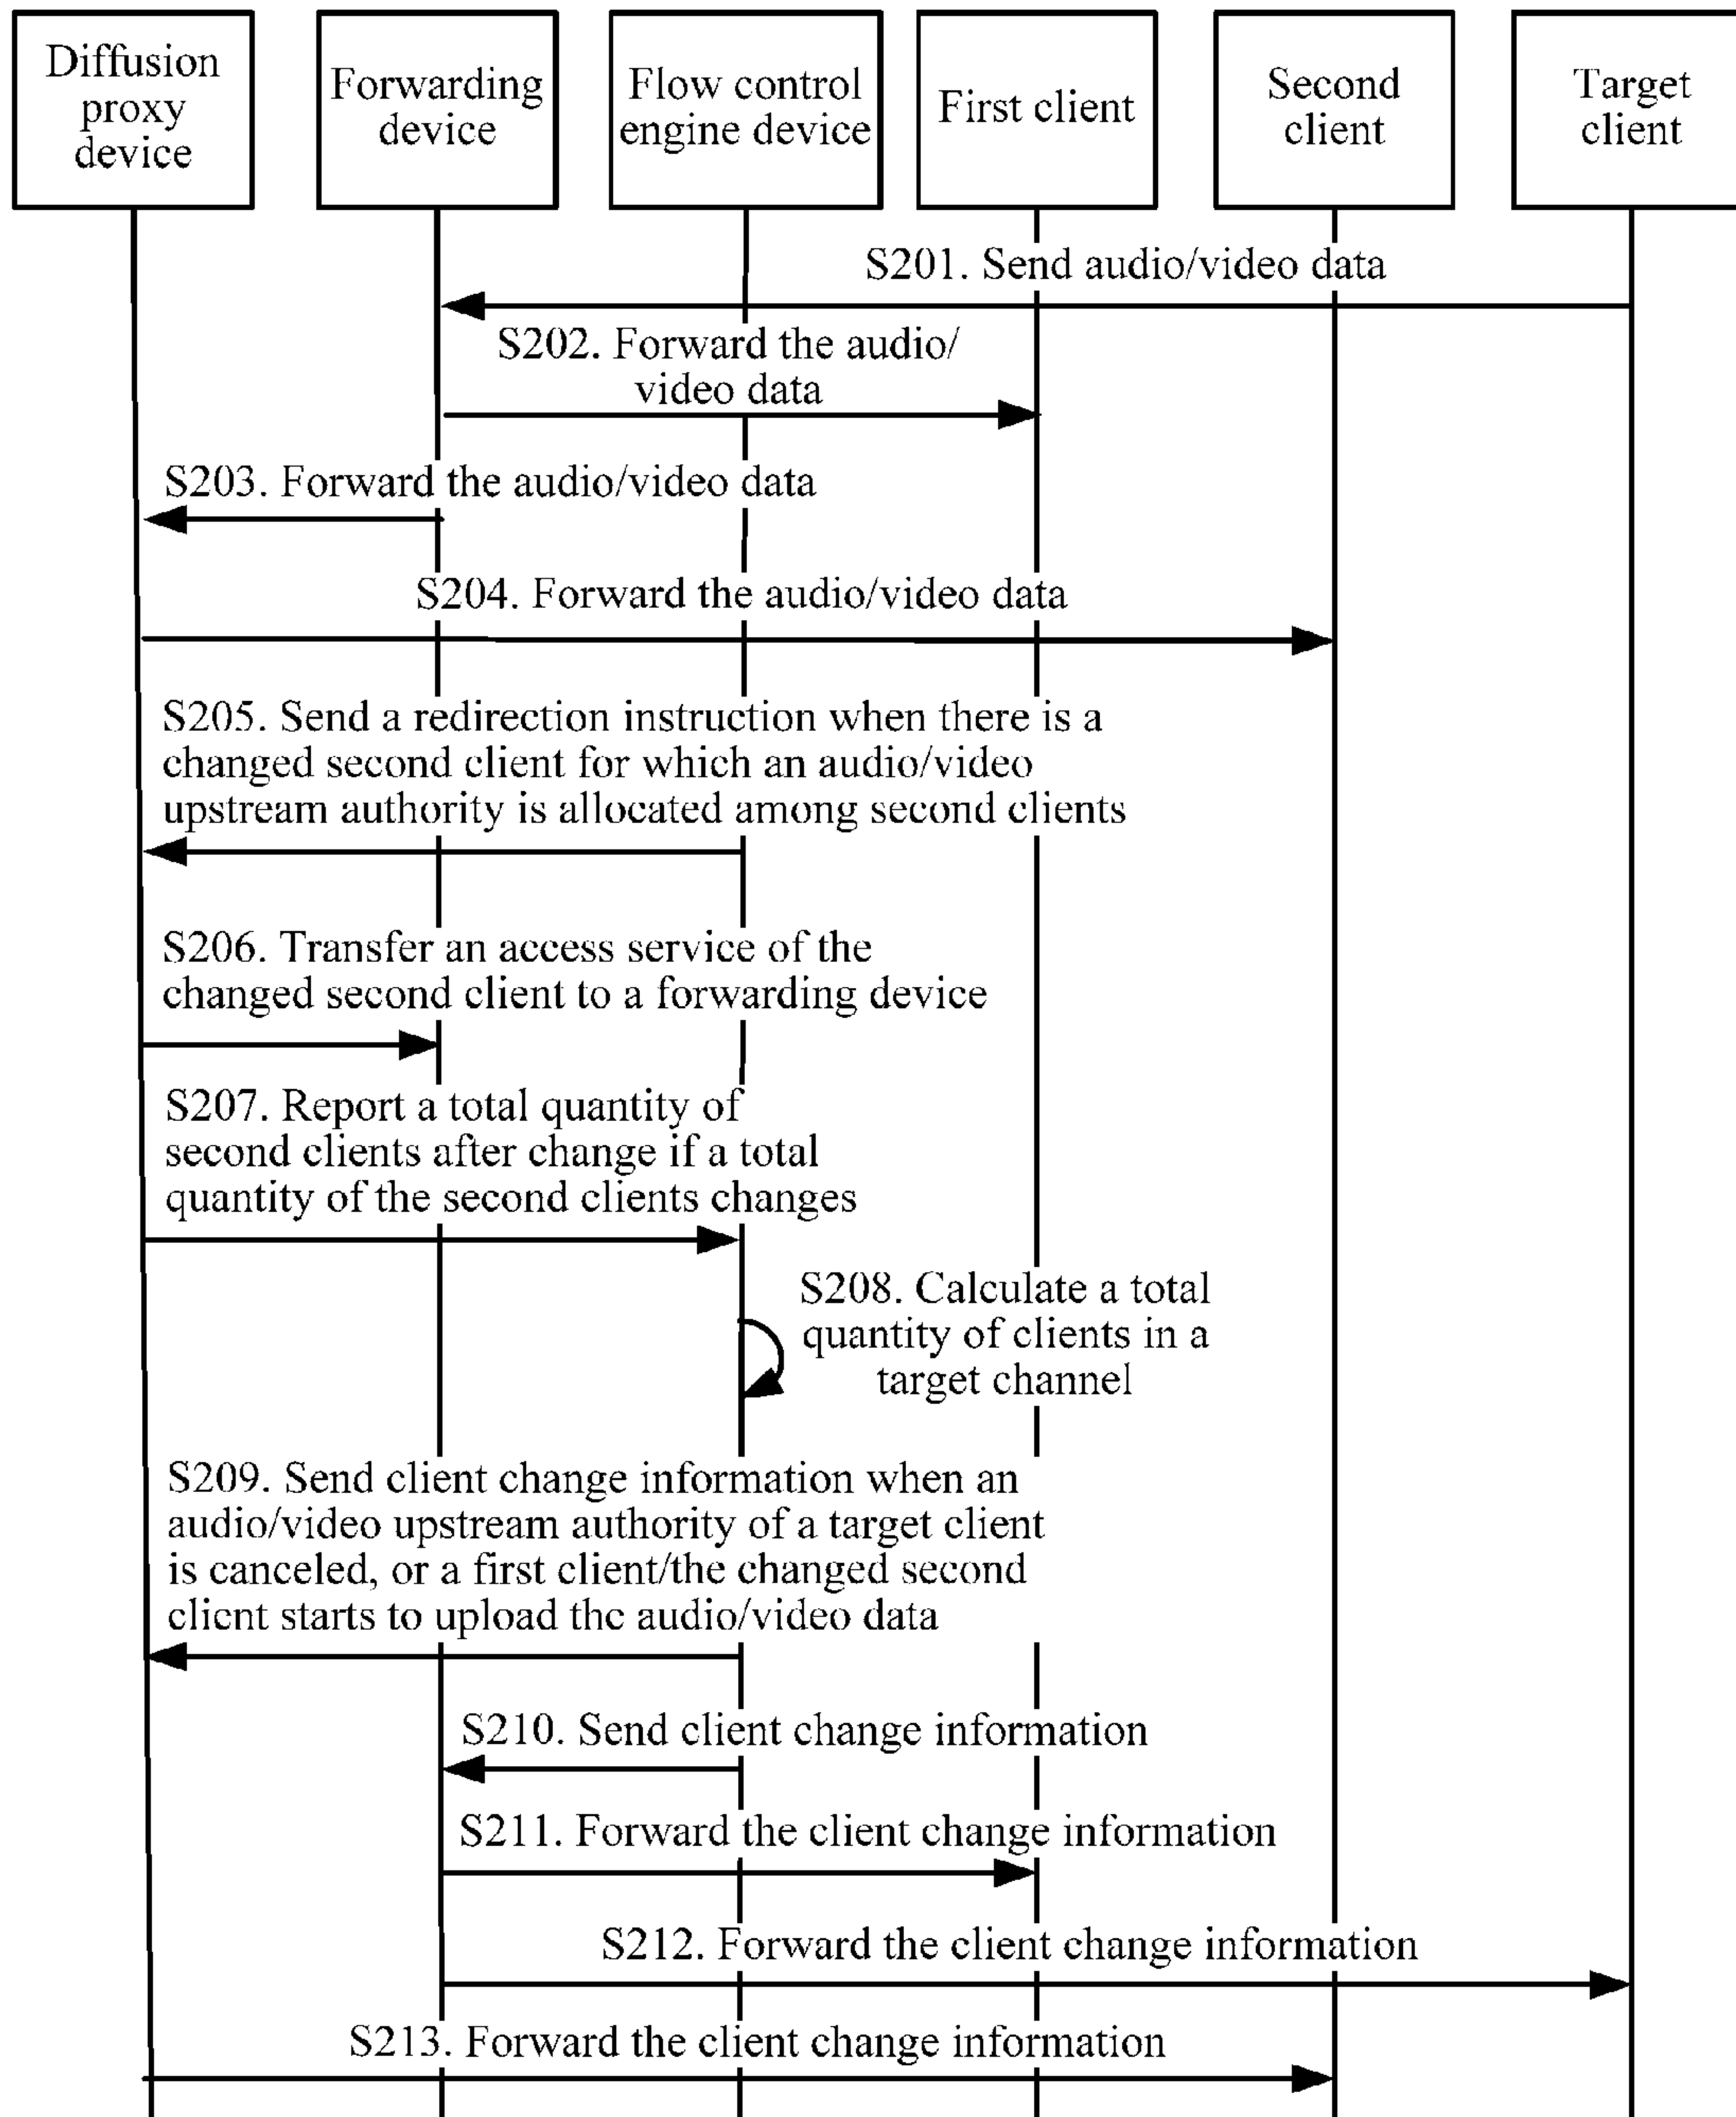 Diffusion
proxy
device
Forwarding
device
Flow control
engine device
First client
Second
client
Target
client
S201. Send audio/video data
S202. Forward the audio/
video data
S203. Forward the audio/video data
S204. Forward the audio/video data
S205. Send a redirection instruction when there is a
changed second client for which an audio/video
upstream authority is allocated among second clients
S206. Transfer an access service of the
changed second client to a forwarding device
S207. Report a total quantity of
second clients after change if a total
quantity of the second clients changes
S208. Calculate a total
quantity of clients in a
target channel
S209. Send client change information when an
audio/video upstream authority of a target client
is canceled, or a first client/the changed second
client starts to upload the audio/video data
S210. Send client change information
S211. Forward the client change information
S212. Forward the client change information
S213. Forward the client change information